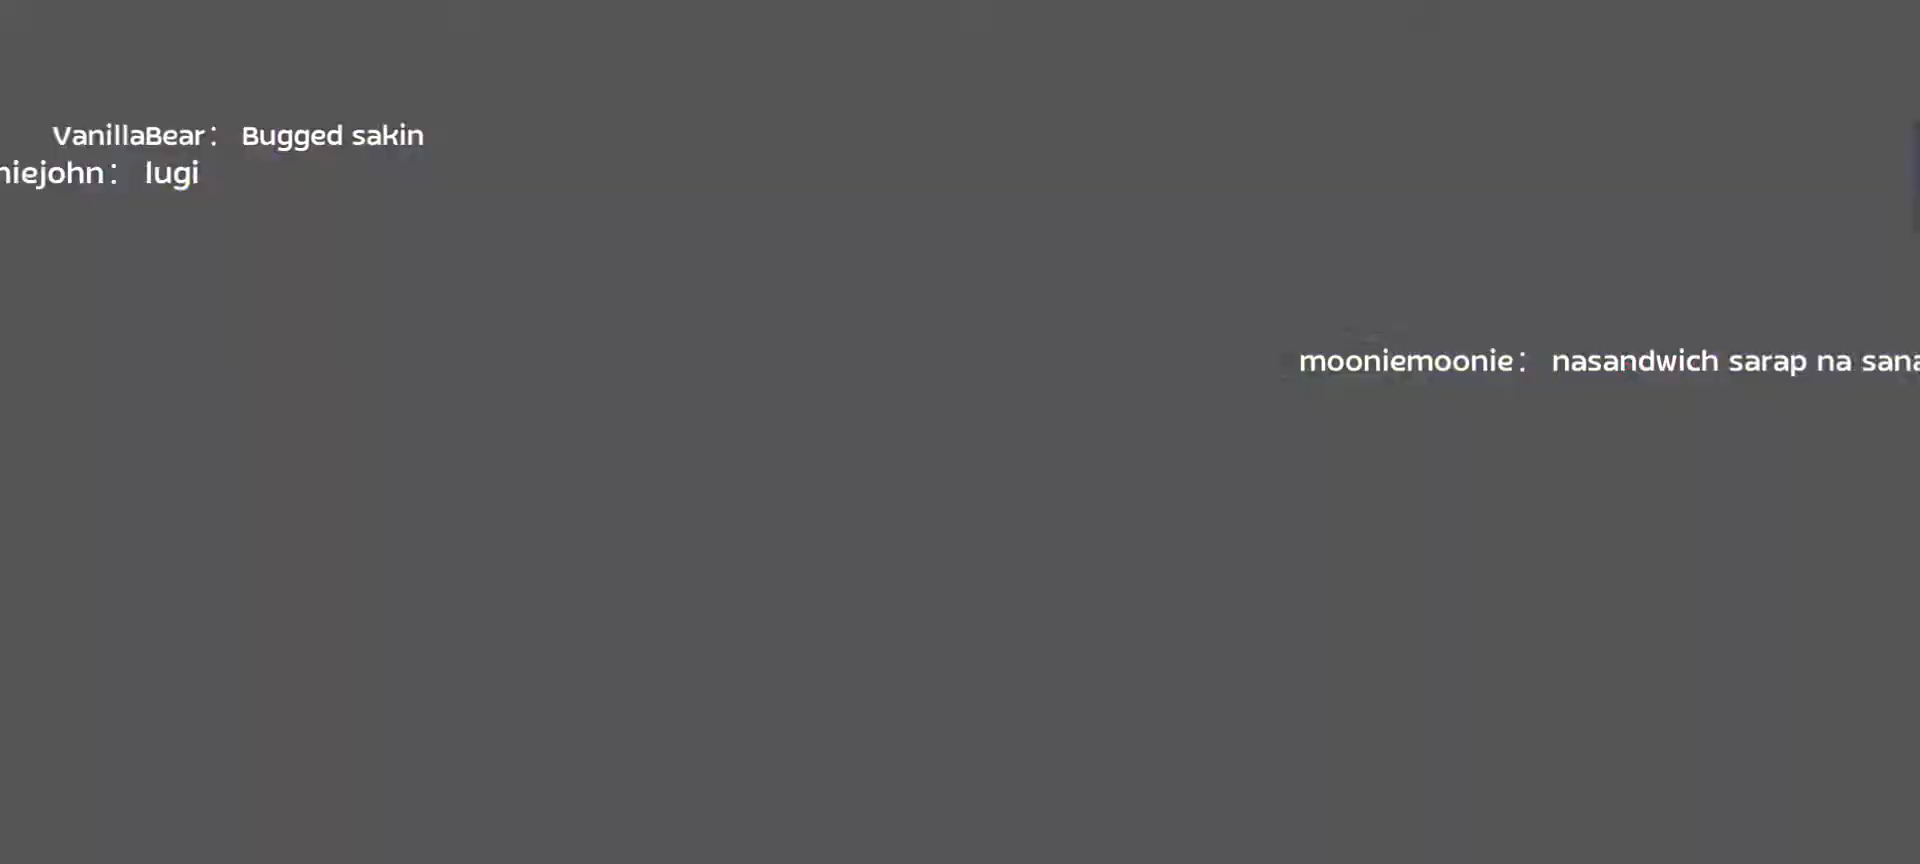 VanillaBear: Bugged sakin
niejohn: lugi
mooniemoonie: nasandwich sarap na sana